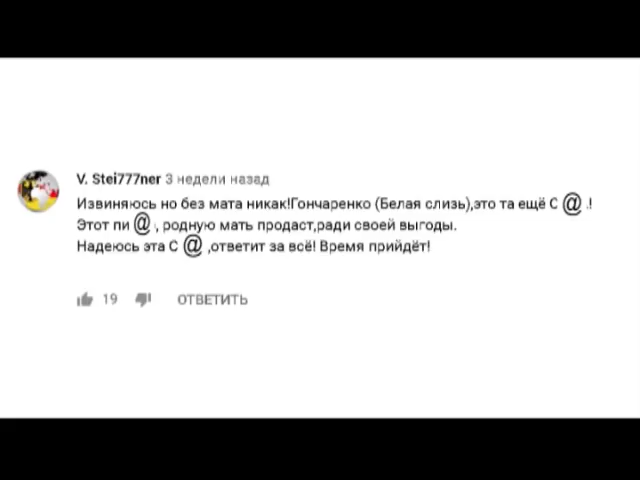 V. Stei777ner 3 недели назад
Извиняюсь но без мата никак!Гончаренко (Белая слизь),это та ещё С @ .!
Этот пи @ , родную мать продаст,ради своей выгоды.
Надеюсь эта С @ ,ответит за всё! Время прийдёт!
19 ОТВЕТИТЬ